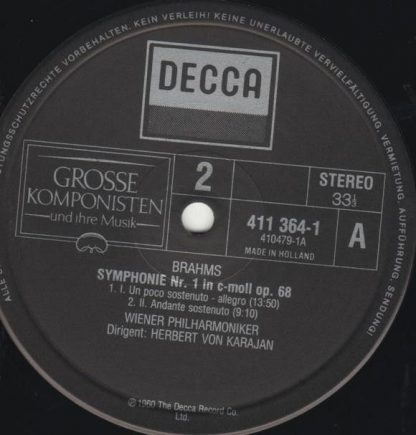 UNGSSCHUTZRECHTE VORBEHALTEN. KEIN VERLEIH! KEINE UNERLAUBTE VERVIELFÄLTIGUNG, VERMIETUNG, AUFFÜHRUNG, SENDUNG!
DECCA
GROSSE
KOMPONISTEN
und ihre Musik
2
STEREO
33⅓
411 364-1
410479-1A
MADE IN HOLLAND
A
BRAHMS
SYMPHONIE Nr. 1 in c-moll op. 68
1. I. Un poco sostenuto - allegro (13:50)
2. II. Andante sostenuto (9:10)
WIENER PHILHARMONIKER
Dirigent: HERBERT VON KARAJAN
℗ 1960 The Decca Record Co.
Ltd.
ALLE